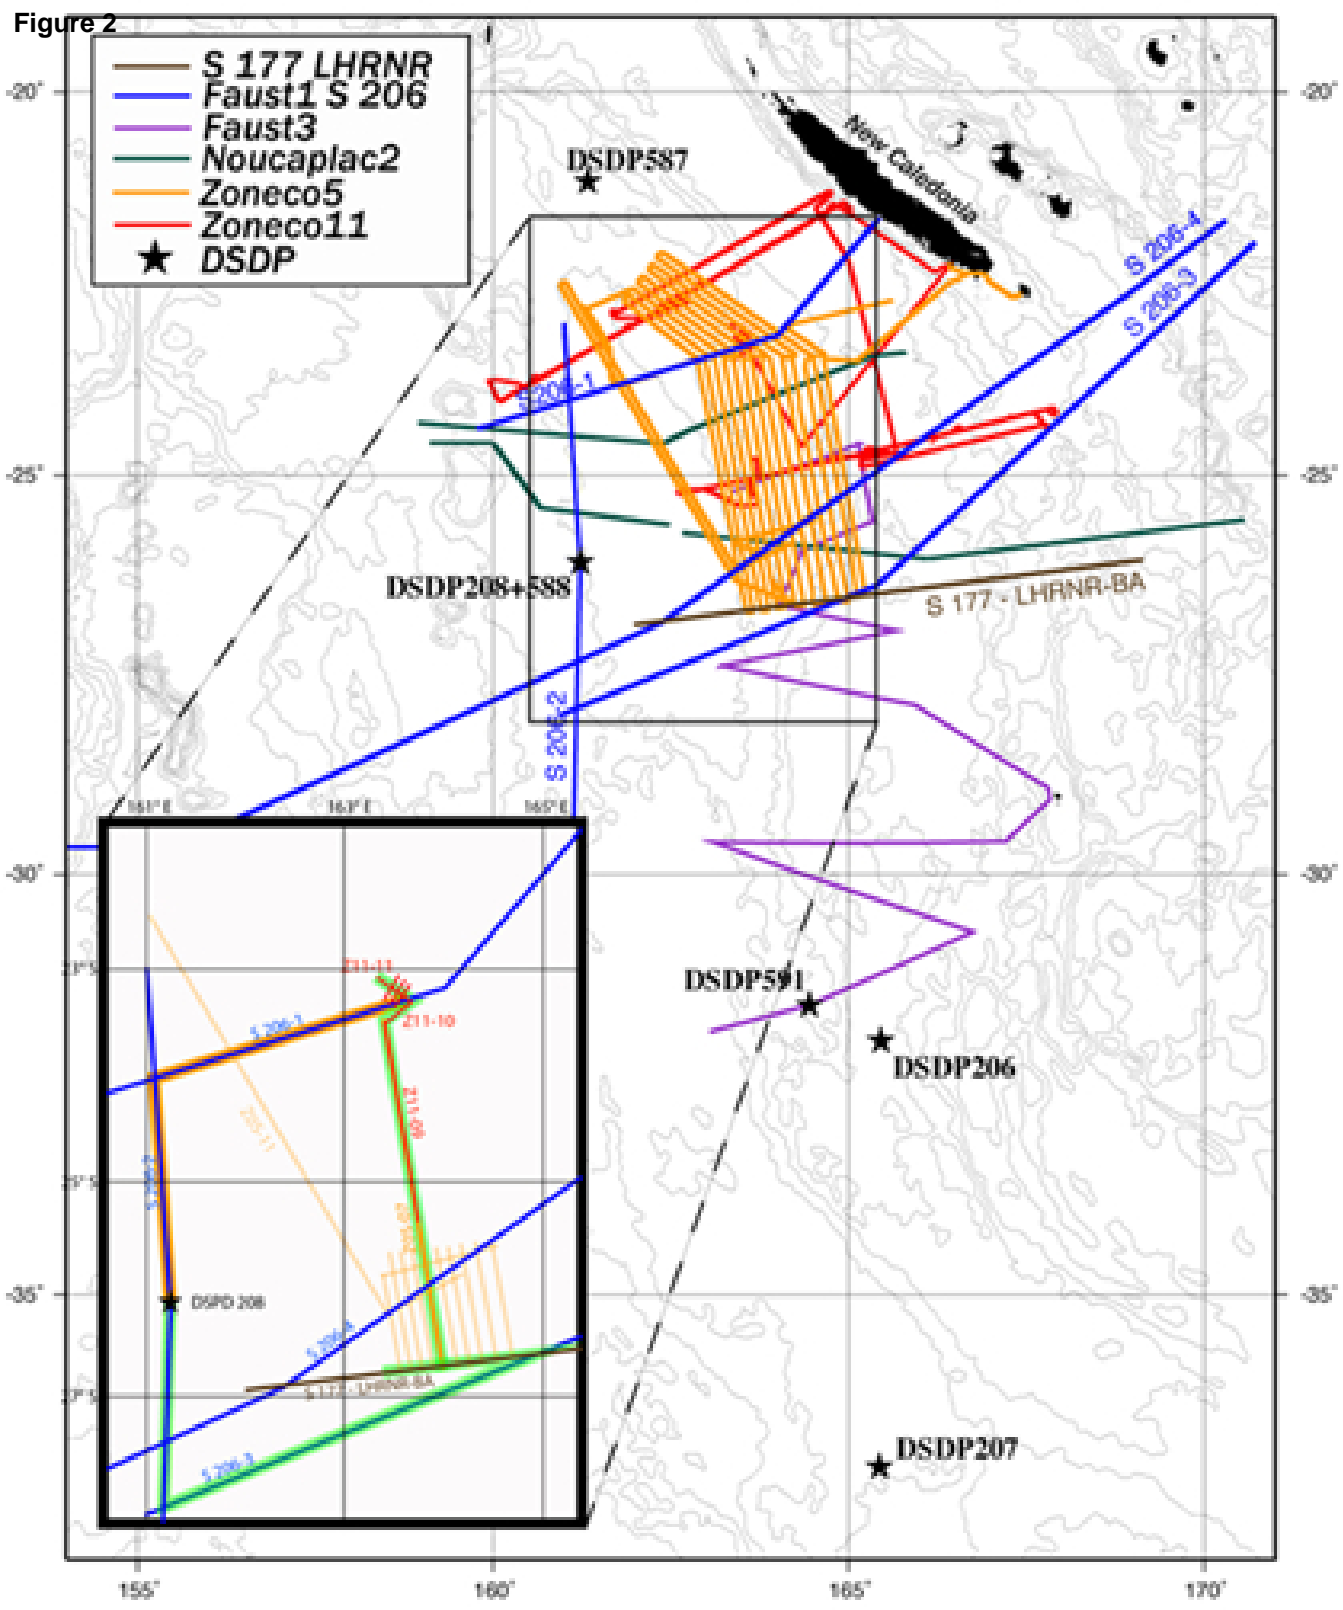 Figure 2
S 177 LHRNR
Faust1 S 206
Faust3
Noucaplac2
Zoneco5
Zoneco11
DSDP
-20°
-20°
New Caledonia
DSDP587
S 206-4
S 206-3
S 206-1
-25°
-25°
DSDP208+588
S 177 - LHRNR-BA
S 206-2
161° E
163° E
165° E
-30°
-30°
Z11-11
Z11-10
S 206-1
DSDP591
DSDP206
Z11-09
Z05-11
S 206-2
DSPD 208
-35°
-35°
S 206-4
S 177 - LHRNR-BA
S 206-3
DSDP207
155°
160°
165°
170°